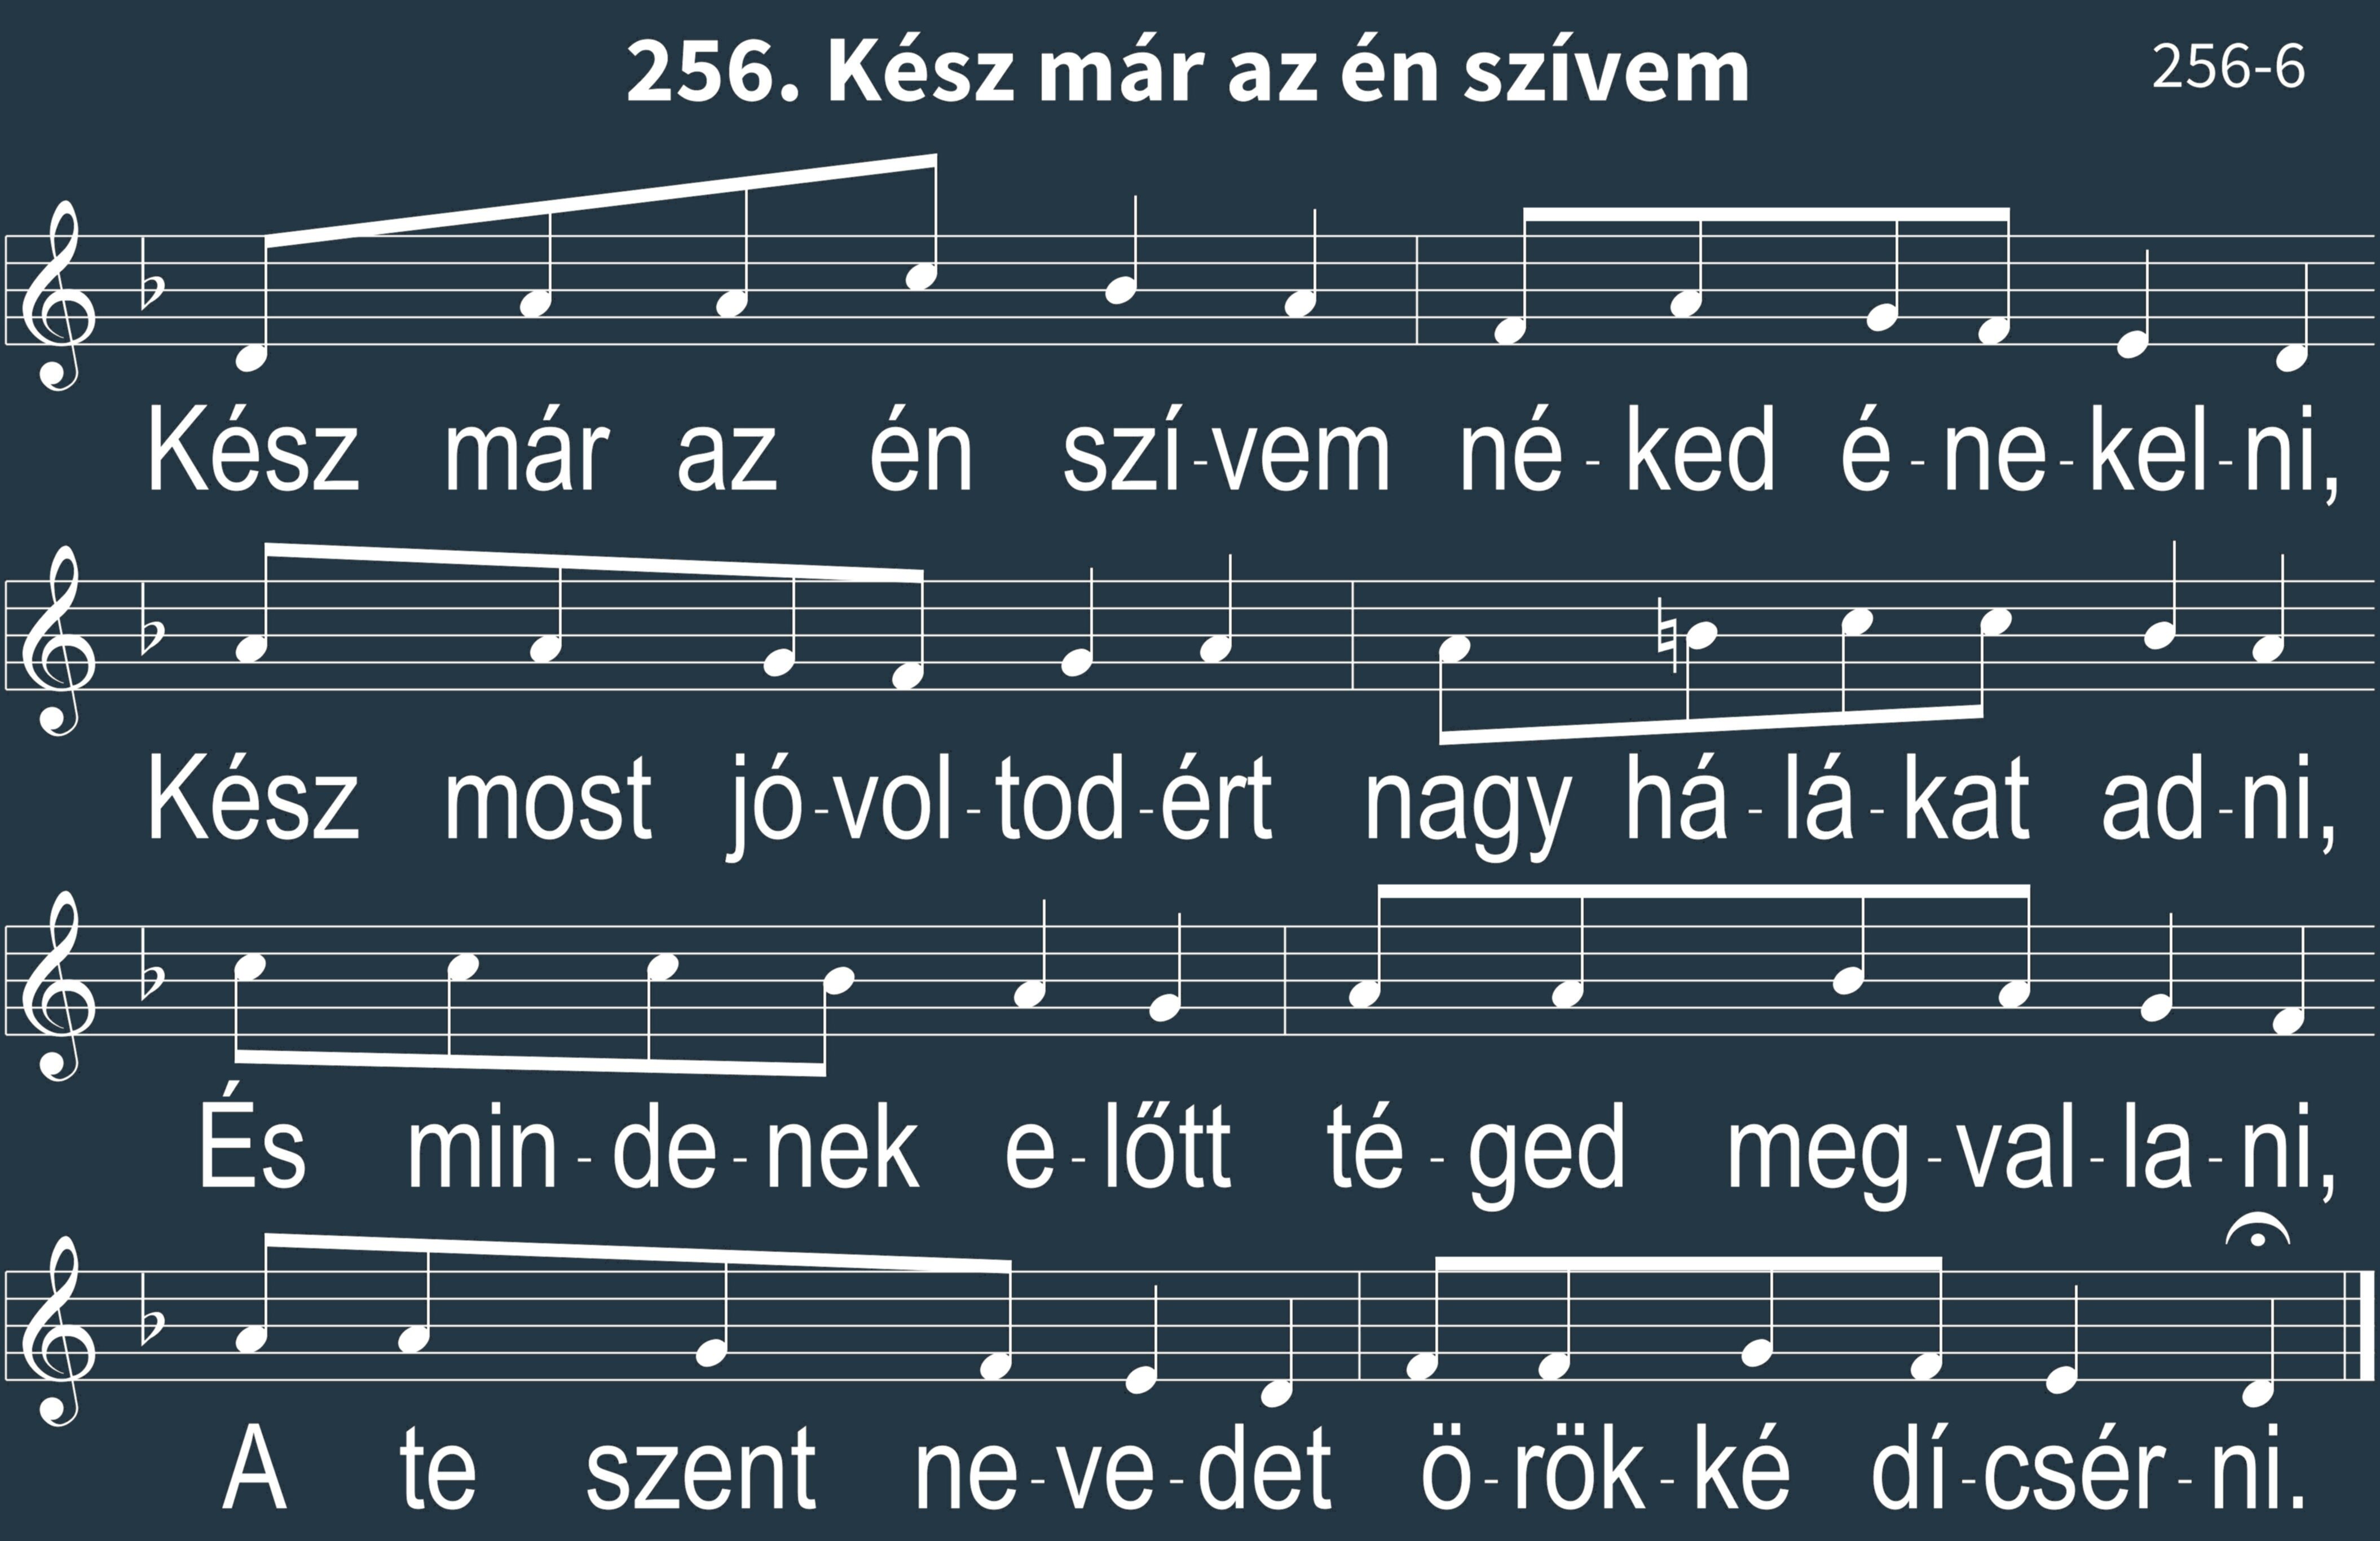 256. Kész már az én szívem 256-6
Kész már az én szí-vem né-ked é-ne-kel-ni,
Kész most jó-vol-tod-ért nagy há-lá-kat ad-ni,
És min-de-nek e-lőtt té-ged meg-val-la-ni,
A te szent ne-ve-det ö-rök-ké dí-csér-ni.